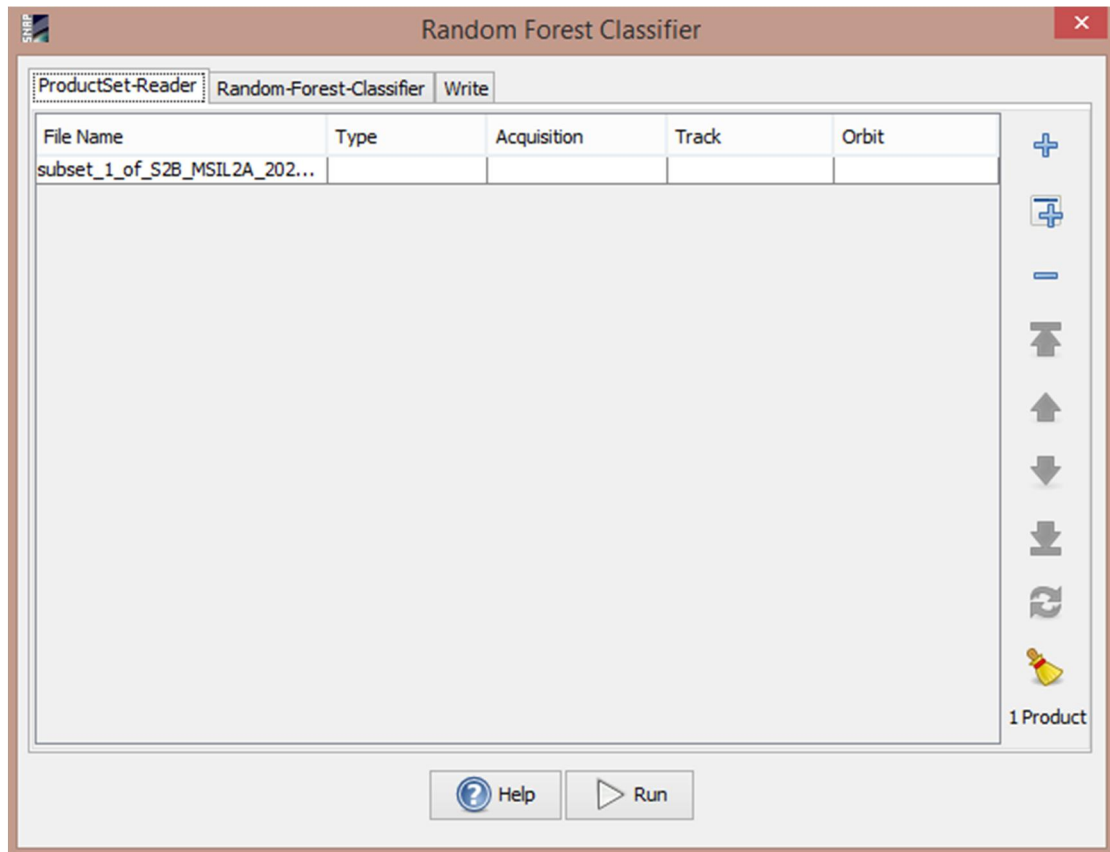 SNAP
Random Forest Classifier
ProductSet-Reader Random-Forest-Classifier Write
File Name Type Acquisition Track Orbit
subset_1_of_S2B_MSIL2A_202...
1 Product
Help Run